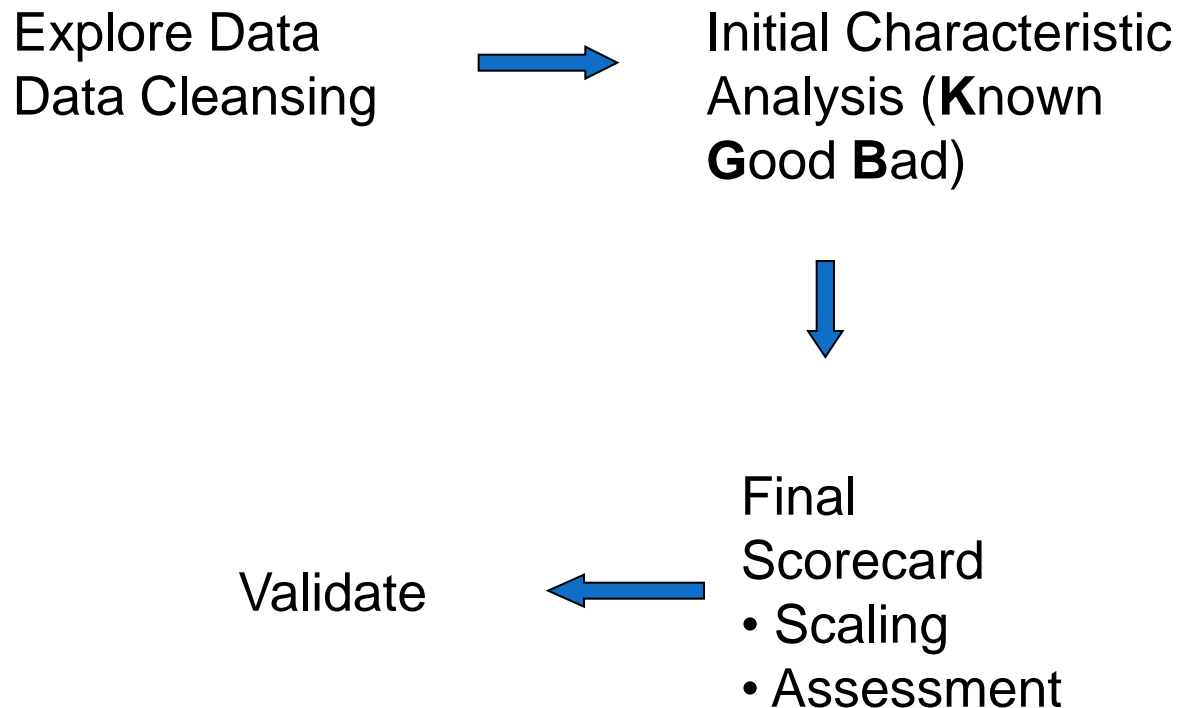 Explore Data
Data Cleansing
Initial Characteristic
Analysis (Known
Good Bad)
Final
Scorecard
• Scaling
• Assessment
Validate